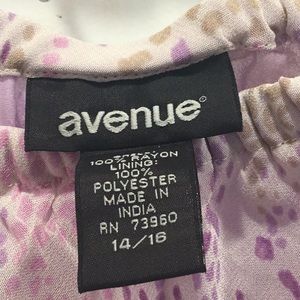 avenue®
100% RAYON
LINING:
100%
POLYESTER
MADE IN
INDIA
RN 73960
14/16